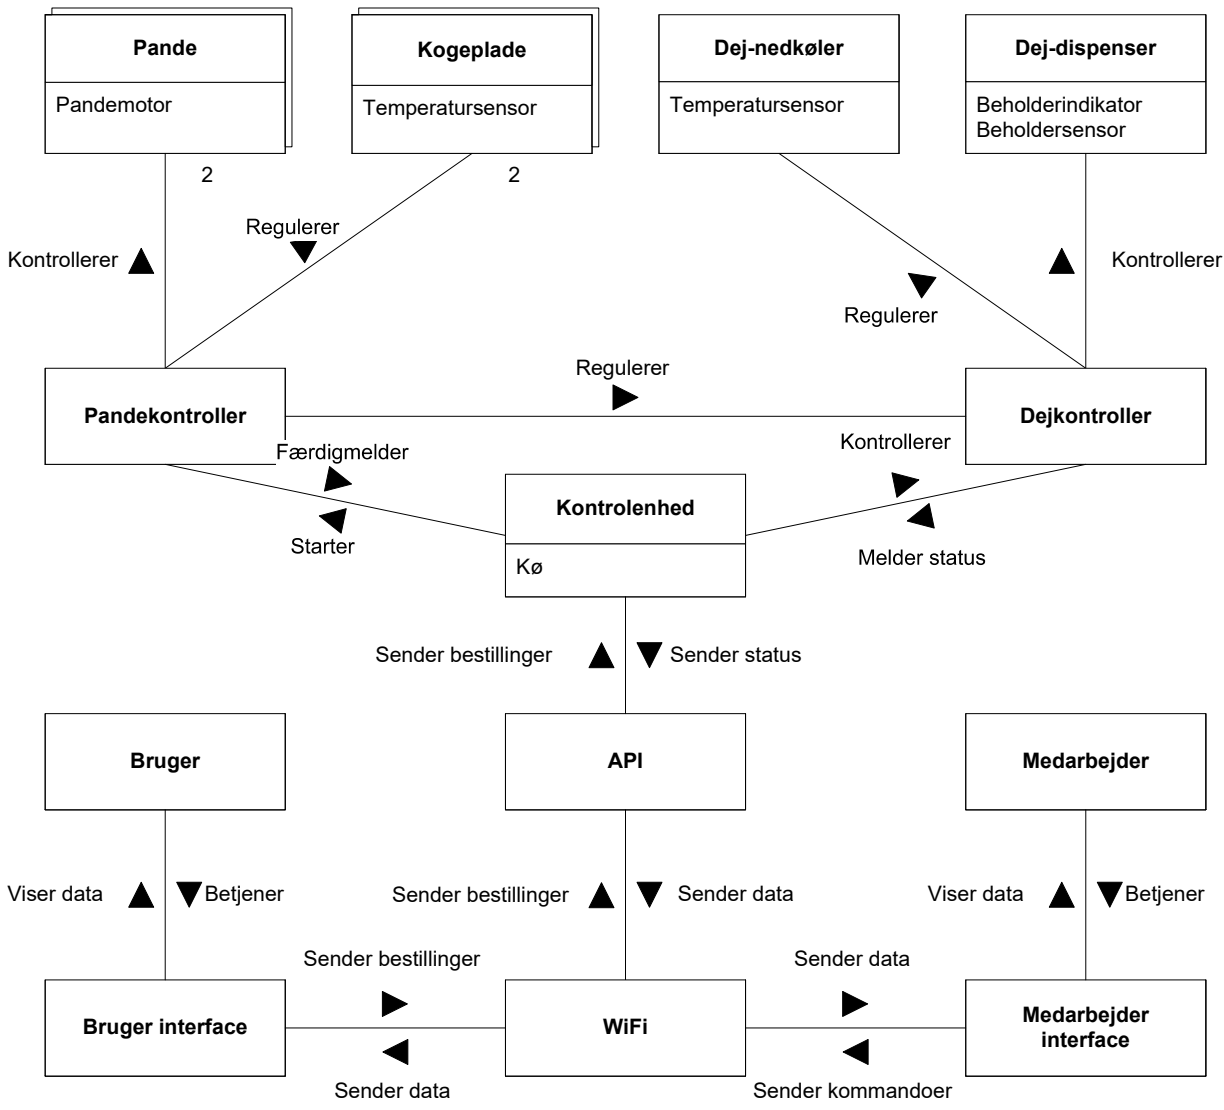 Pande
Kogeplade
Dej-nedkøler
Dej-dispenser
Pandemotor
Temperatursensor
Temperatursensor
Beholderindikator
Beholdersensor
2
2
Regulerer
Kontrollerer
Kontrollerer
Regulerer
Regulerer
Pandekontroller
Dejkontroller
Færdigmelder
Kontrollerer
Kontrolenhed
Starter
Melder status
Kø
Sender bestillinger
Sender status
Bruger
API
Medarbejder
Viser data
Betjener
Sender bestillinger
Sender data
Viser data
Betjener
Sender bestillinger
Sender data
Bruger interface
WiFi
Medarbejder
interface
Sender data
Sender kommandoer